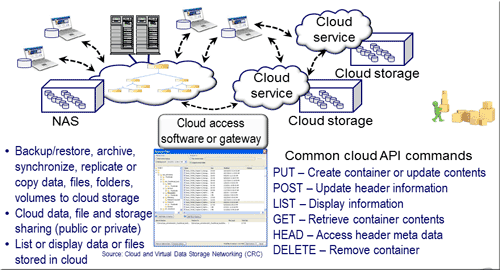 Cloud
service
Cloud storage
Cloud
service
Cloud storage
NAS
Cloud access
software or gateway
• Backup/restore, archive,
synchronize, replicate or
copy data, files, folders,
volumes to cloud storage
• Cloud data, file and storage
sharing (public or private)
• List or display data or files
stored in cloud
Common cloud API commands
PUT – Create container or update contents
POST – Update header information
LIST – Display information
GET – Retrieve container contents
HEAD – Access header meta data
DELETE – Remove container
Source: Cloud and Virtual Data Storage Networking (CRC)